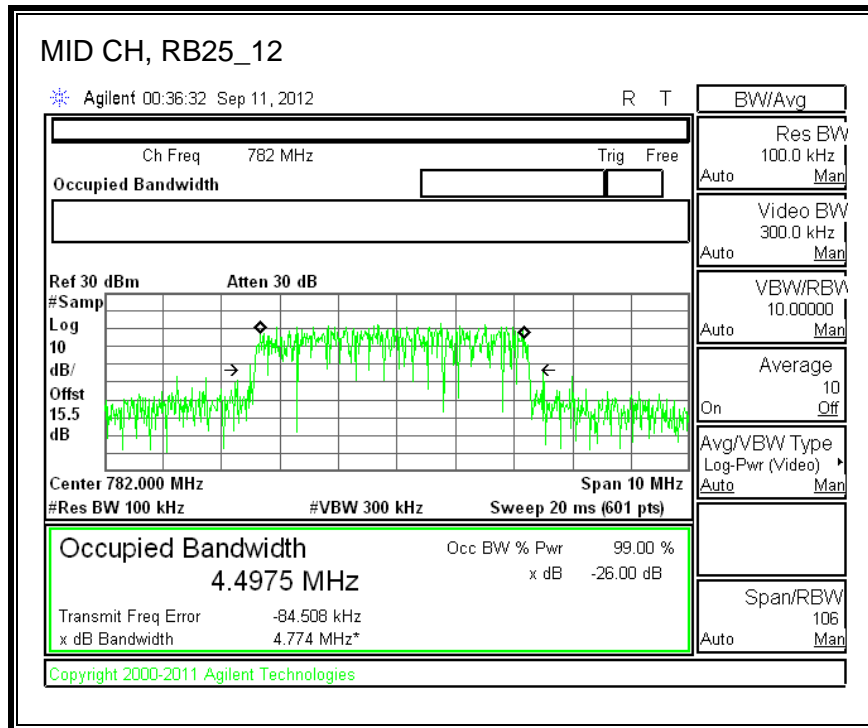 MID CH, RB25_12
Agilent 00:36:32 Sep 11, 2012 R T
Ch Freq 782 MHz Trig Free
Occupied Bandwidth
Ref 30 dBm Atten 30 dB
#Samp
Log
10
dB/
Offst
15.5
dB
Center 782.000 MHz Span 10 MHz
#Res BW 100 kHz #VBW 300 kHz Sweep 20 ms (601 pts)
Occupied Bandwidth
4.4975 MHz
Occ BW % Pwr 99.00 %
x dB -26.00 dB
Transmit Freq Error -84.508 kHz
x dB Bandwidth 4.774 MHz*
Copyright 2000-2011 Agilent Technologies
BW/Avg
Res BW
100.0 kHz
Auto Man
Video BW
300.0 kHz
Auto Man
VBW/RBW
10.00000
Auto Man
Average
10
On Off
Avg/VBW Type
Log-Pwr (Video)
Auto Man
Span/RBW
106
Auto Man